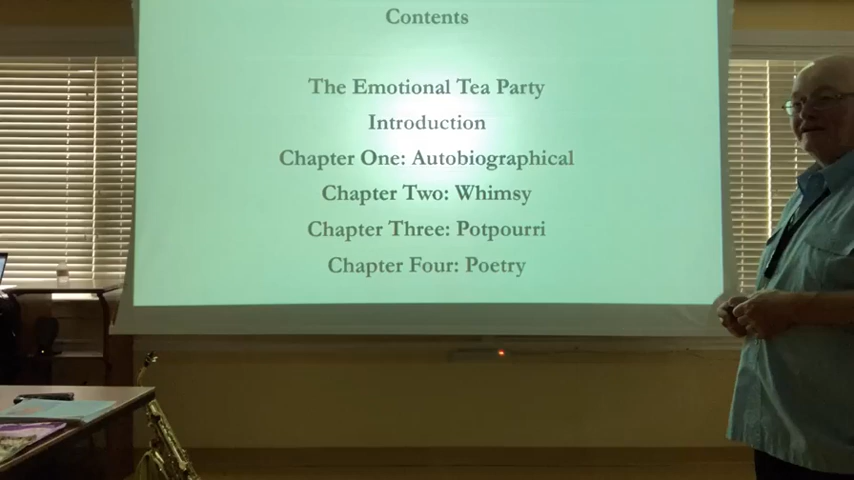 Contents
The Emotional Tea Party
Introduction
Chapter One: Autobiographical
Chapter Two: Whimsy
Chapter Three: Potpourri
Chapter Four: Poetry